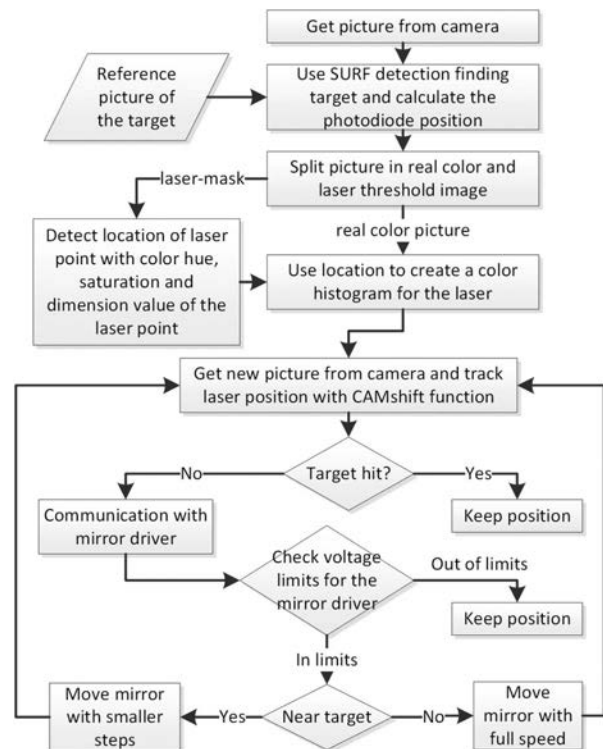 Get picture from camera
Reference
picture of
the target
Use SURF detection finding
target and calculate the
photodiode position
laser-mask
Split picture in real color and
laser threshold image
real color picture
Detect location of laser
point with color hue,
saturation and
dimension value of
the laser point
Use location to create a color
histogram for the laser
Get new picture from camera and track
laser position with CAMshift function
No
Target hit?
Yes
Communication with
mirror driver
Keep position
Check voltage
limits for the
mirror driver
Out of limits
Keep position
In limits
Move mirror
with smaller
steps
Yes
Near target
No
Move
mirror with
full speed